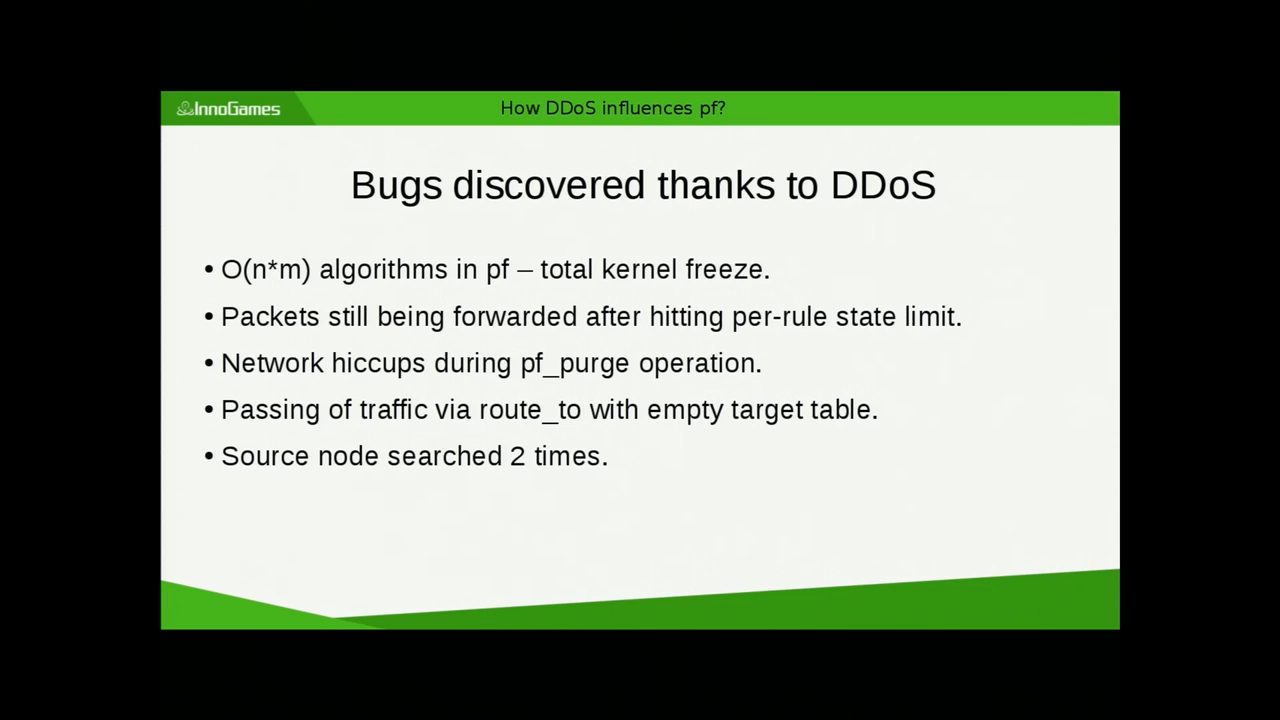 InnoGames
How DDoS influences pf?
Bugs discovered thanks to DDoS
• O(n*m) algorithms in pf – total kernel freeze.
• Packets still being forwarded after hitting per-rule state limit.
• Network hiccups during pf_purge operation.
• Passing of traffic via route_to with empty target table.
• Source node searched 2 times.